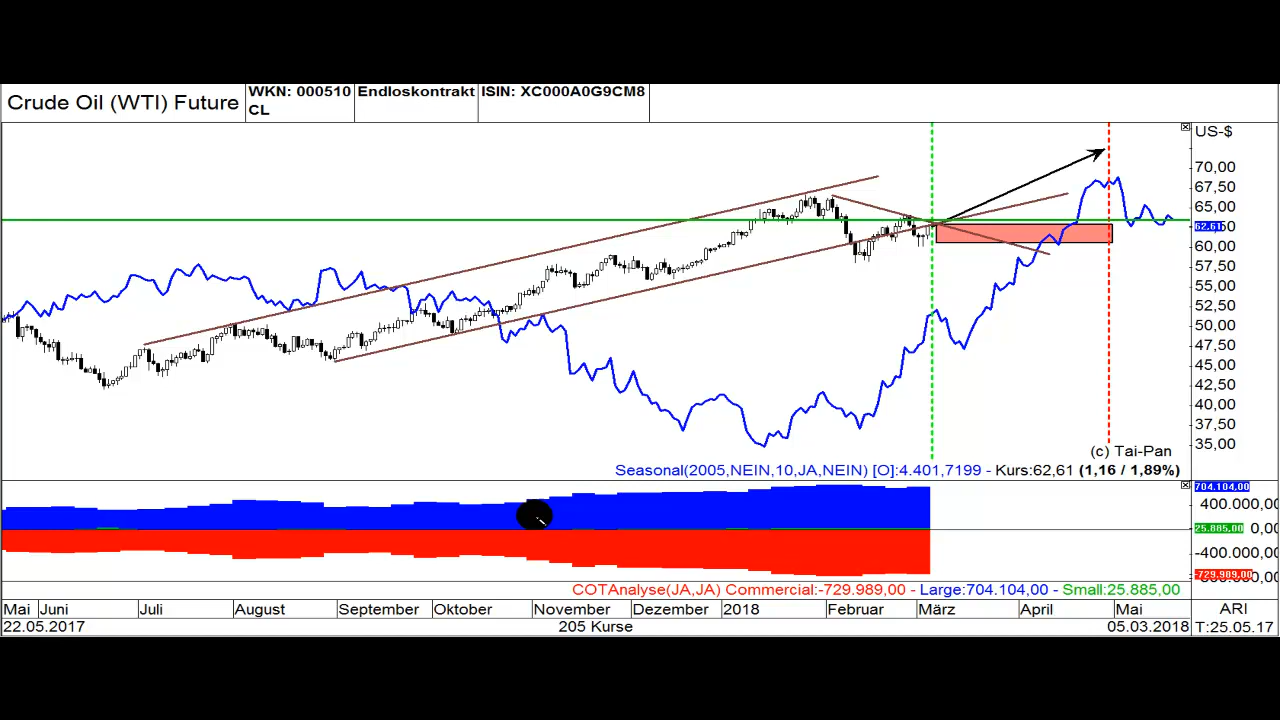 Crude Oil (WTI) Future
WKN: 000510
CL
Endloskontrakt
ISIN: XC000A0G9CM8
US-$
70,00
67,50
65,00
62,61
60,00
57,50
55,00
52,50
50,00
47,50
45,00
42,50
40,00
37,50
35,00
(c) Tai-Pan
Seasonal(2005,NEIN,10,JA,NEIN) [O]:4.401,7199 - Kurs:62,61 (1,16 / 1,89%)
704.104,00
400.000,0
25.885,00 0,00
-400.000,0
-729.989,00
COTAnalyse(JA,JA) Commercial:-729.989,00 - Large:704.104,00 - Small:25.885,00
Mai Juni Juli August September Oktober November Dezember 2018 Februar März April Mai ARI
22.05.2017 205 Kurse 05.03.2018 T:25.05.17